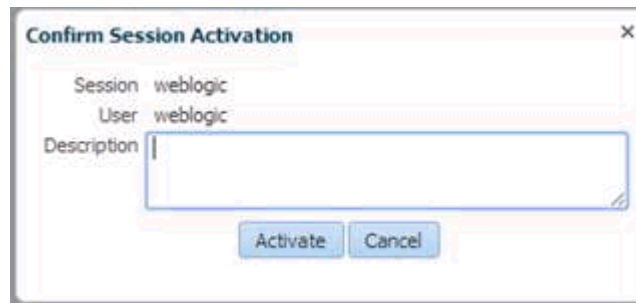 Confirm Session Activation
Session weblogic
User weblogic
Description
Activate Cancel